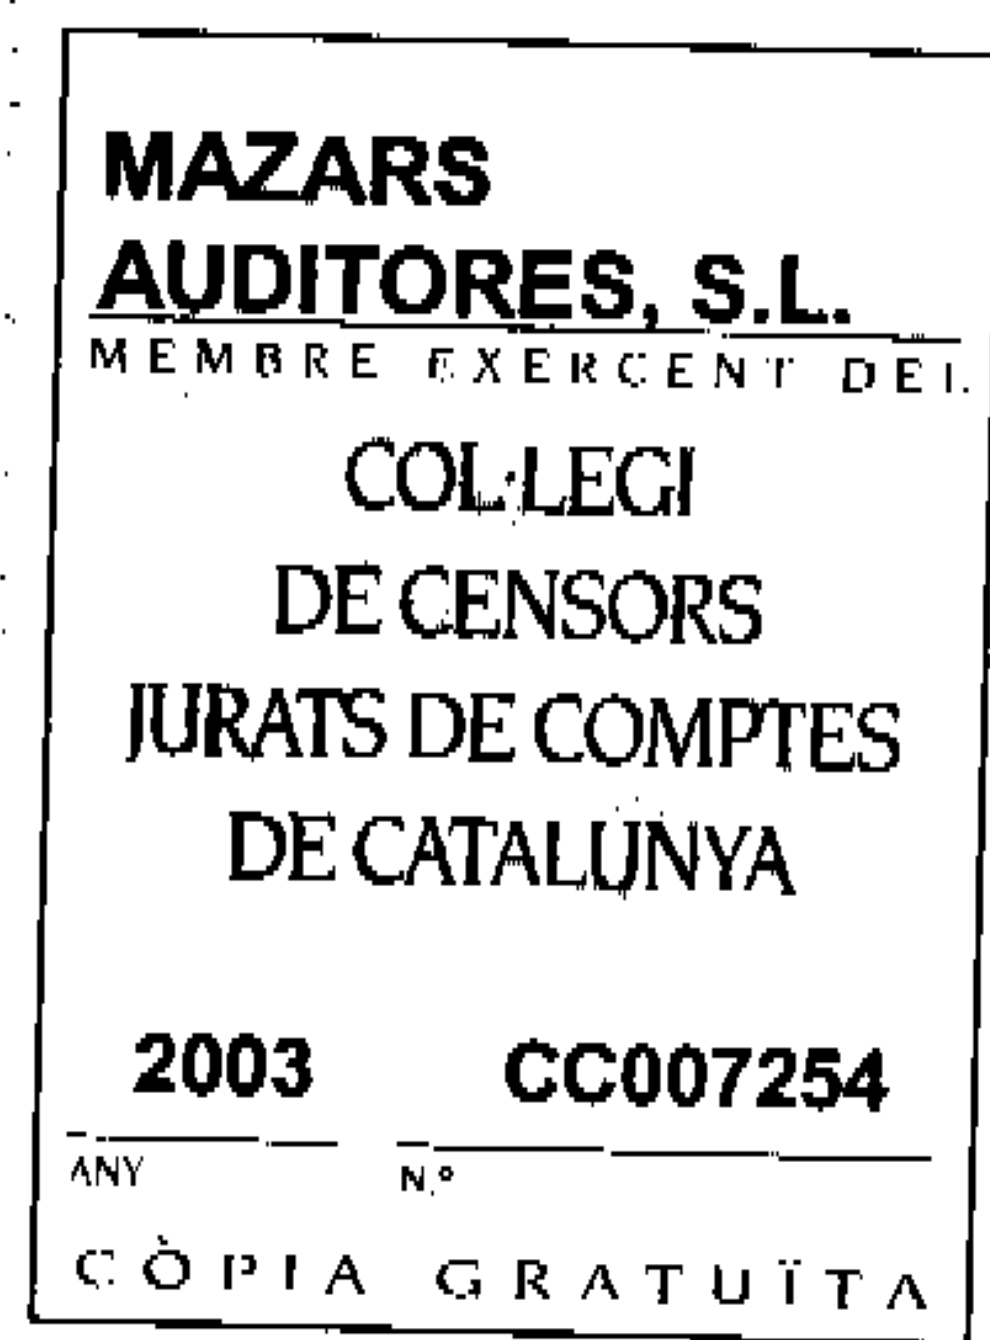 MAZARS
AUDITORES, S.L.
MEMBRE EXERCENT DEL
COL·LEGI
DE CENSORS
JURATS DE COMPTES
DE CATALUNYA
2003 CC007254
ANY N.º
CÒPIA GRATUÏTA